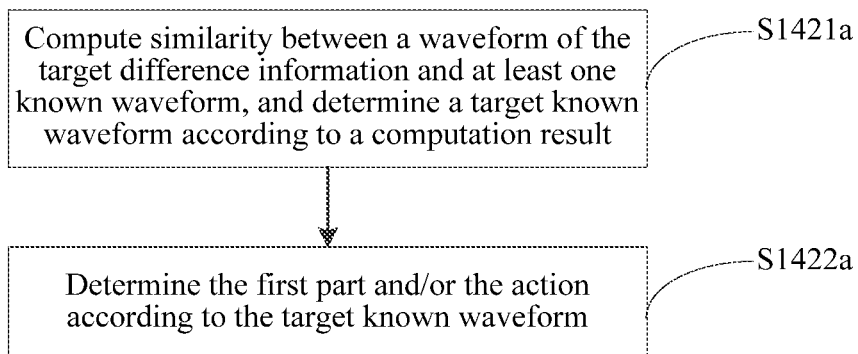 Compute similarity between a waveform of the
target difference information and at least one
known waveform, and determine a target known
waveform according to a computation result
S1421a
Determine the first part and/or the action
according to the target known waveform
S1422a